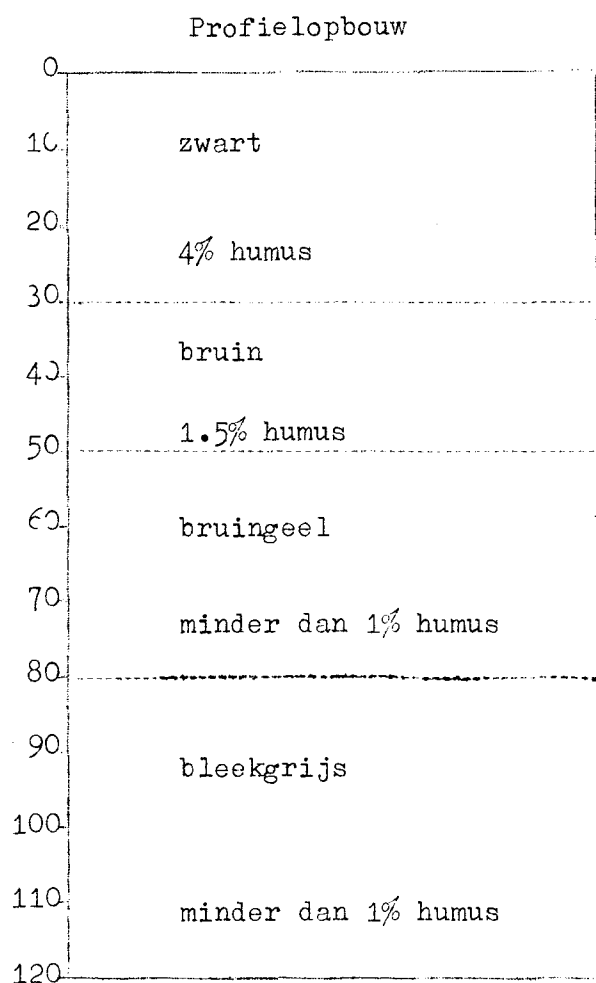 Profielopbouw
0
10
zwart
20
4% humus
30
bruin
40
1.5% humus
50
60
bruingeel
70
minder dan 1% humus
80
90
bleekgrijs
100
110
minder dan 1% humus
120